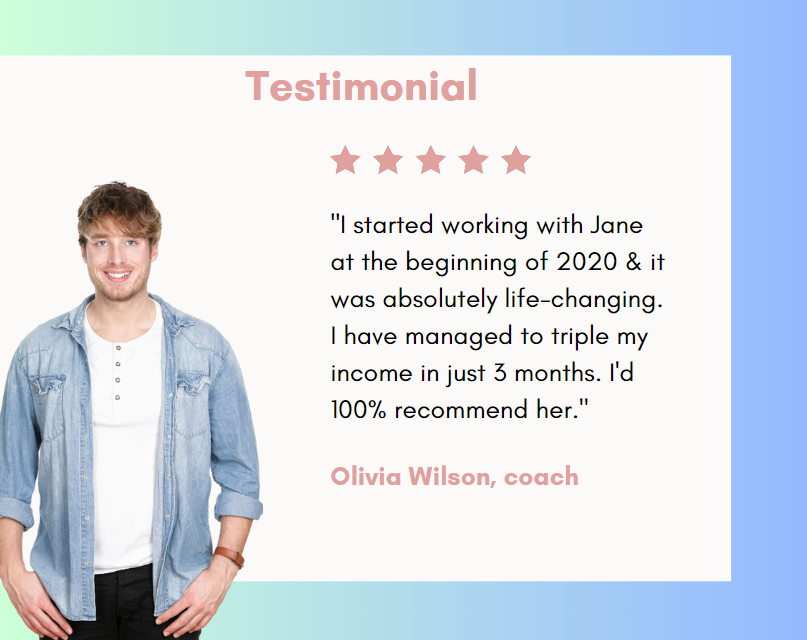 Testimonial
"I started working with Jane
at the beginning of 2020 & it
was absolutely life-changing.
I have managed to triple my
income in just 3 months. I'd
100% recommend her."
Olivia Wilson, coach